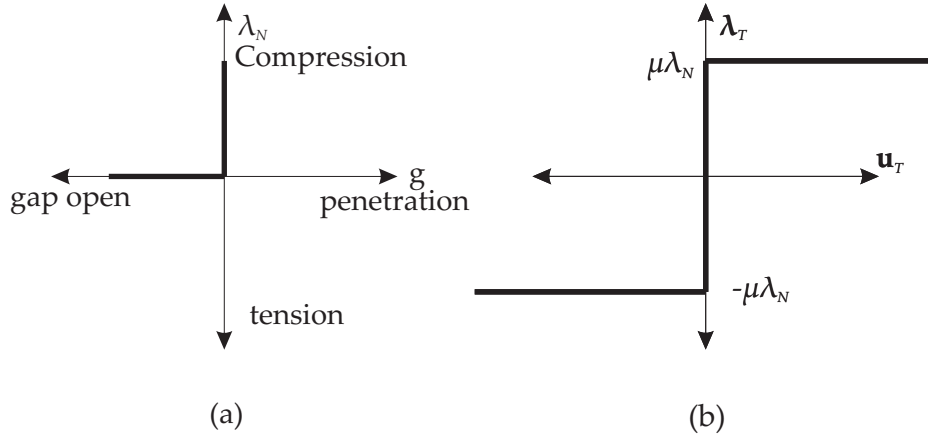 λN
Compression
g
gap open
penetration
tension
(a)
λT
μλN
uT
-μλN
(b)